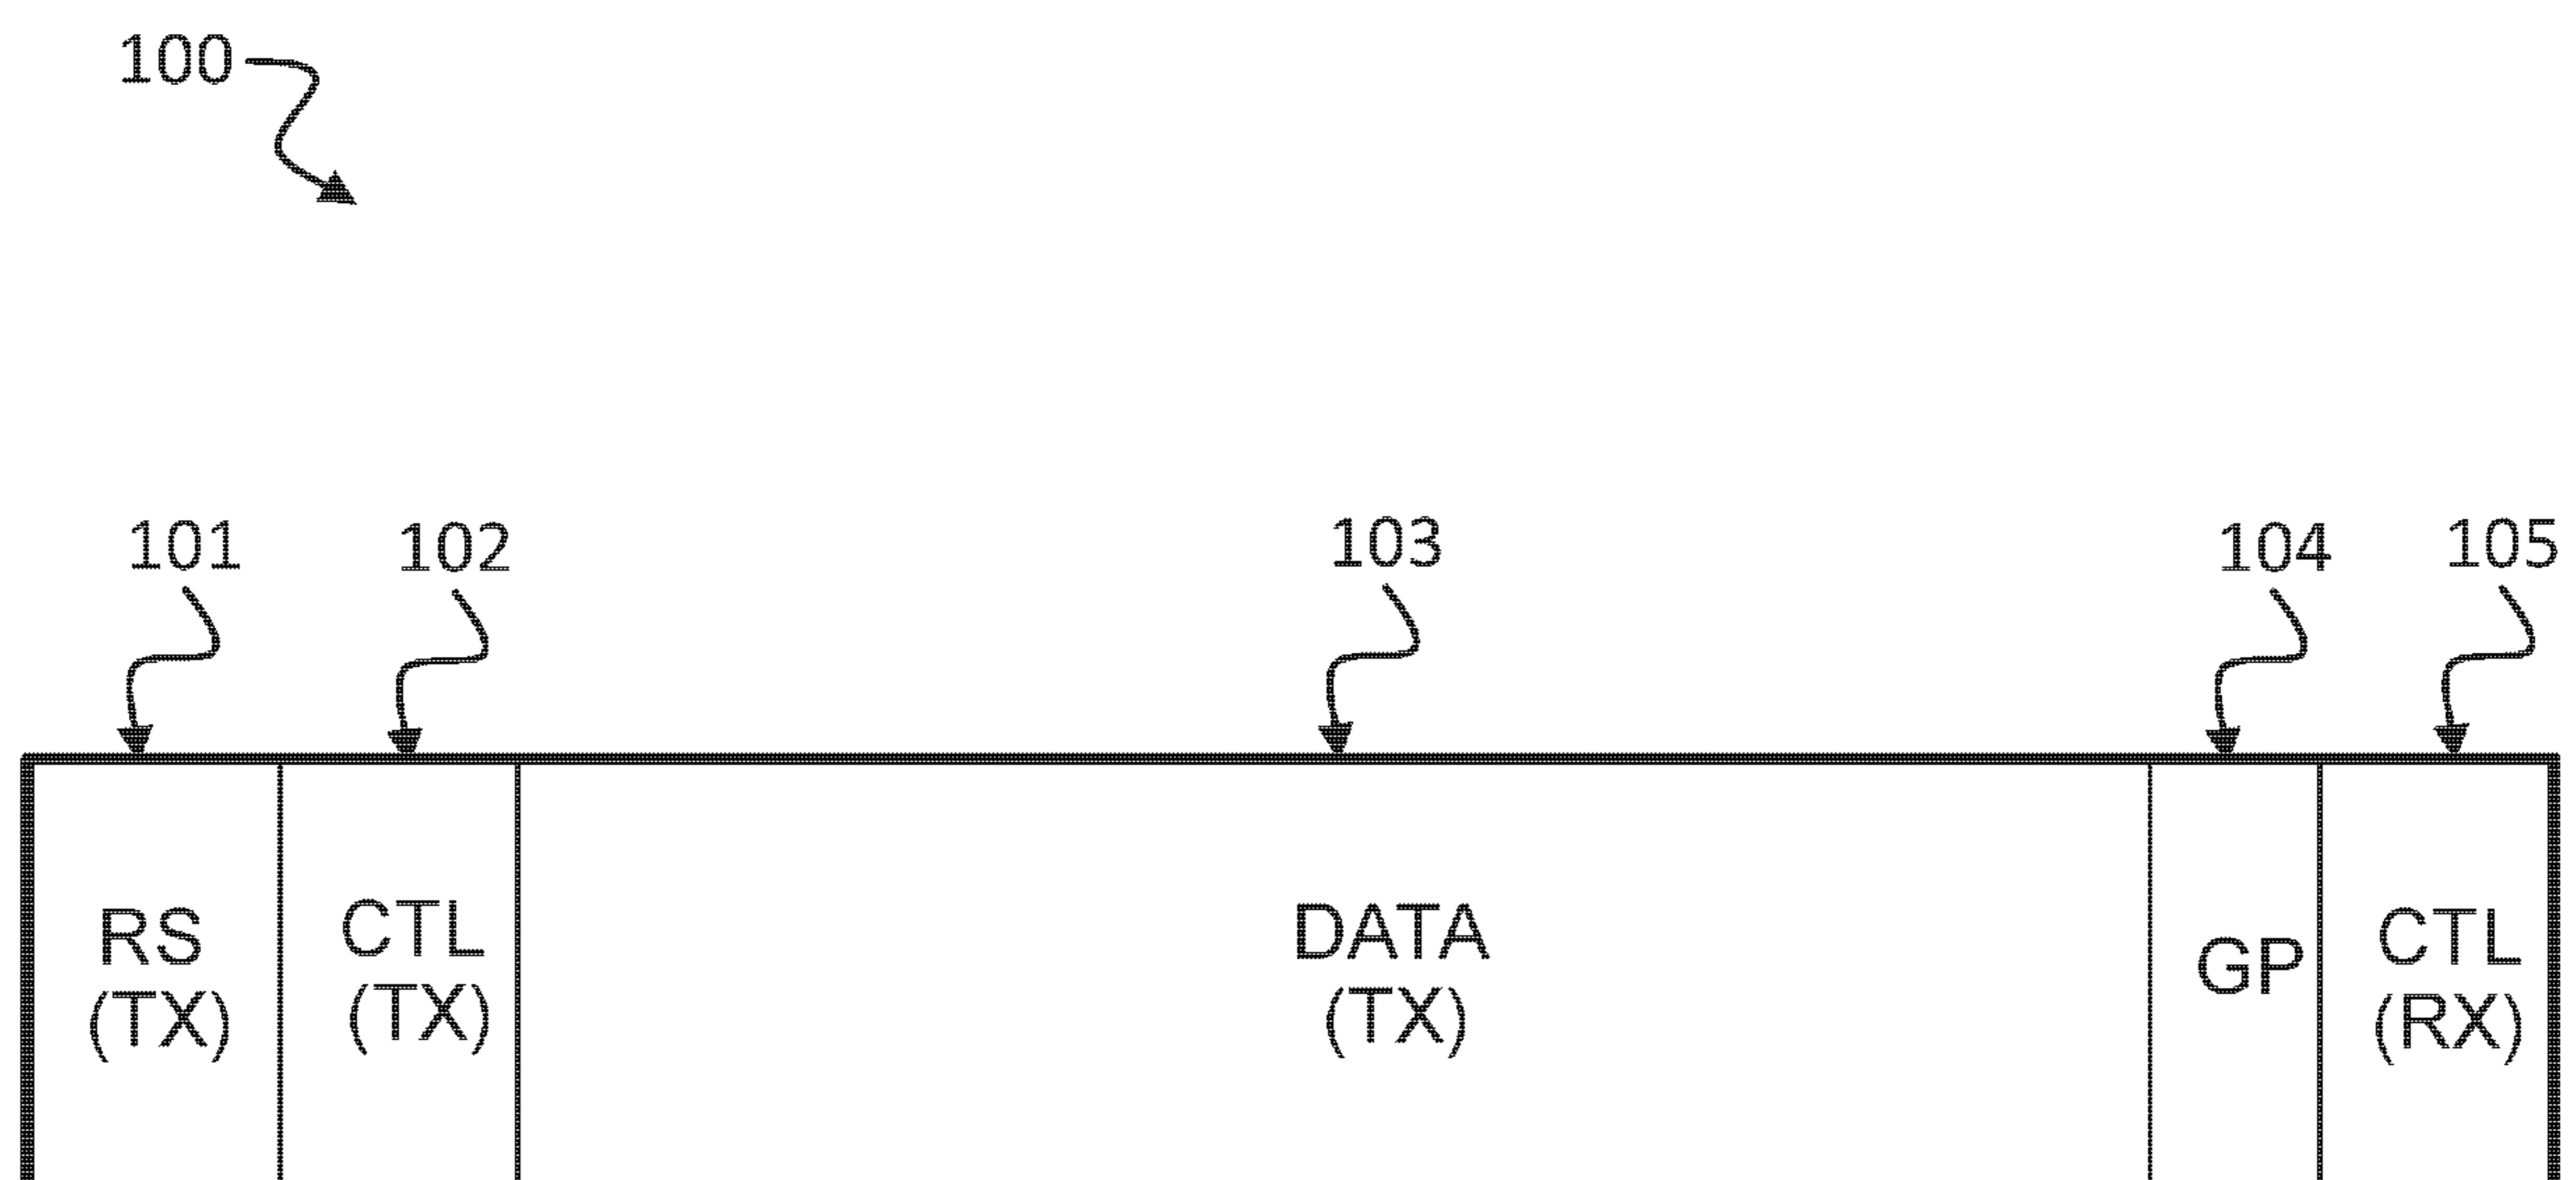 100
101 102 103 104 105
RS CTL DATA GP CTL
(TX) (TX) (TX) (RX)